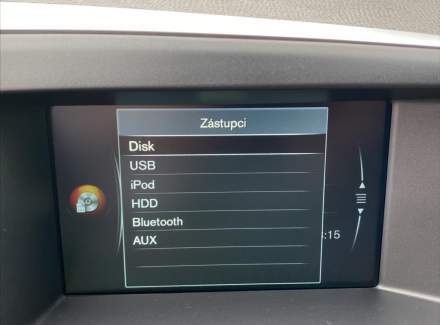 Zástupci
Disk
USB
iPod
HDD
Bluetooth
:15
AUX